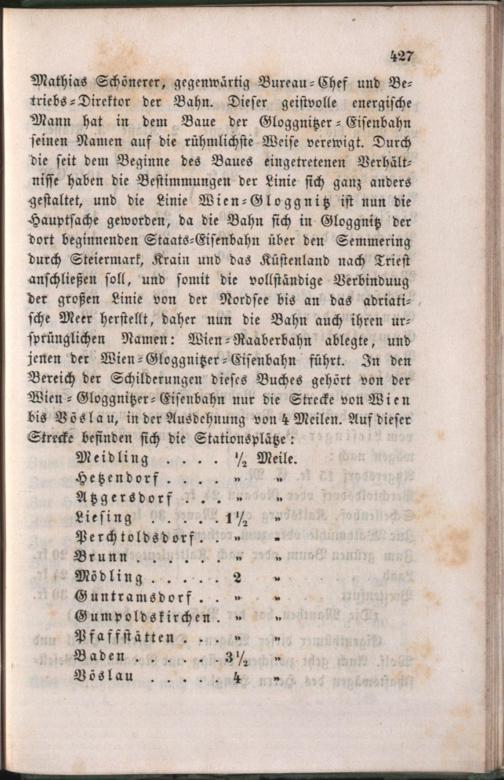 427
Mathias Schönerer, gegenwärtig Bureau-Chef und Be-
triebs-Direktor der Bahn. Dieser geistvolle energische
Mann hat in dem Baue der Gloggnitzer-Eisenbahn
seinen Namen auf die rühmlichste Weise verewigt. Durch
die seit dem Beginne des Baues eingetretenen Verhält-
nisse haben die Bestimmungen der Linie sich ganz anders
gestaltet, und die Linie Wien-Gloggnitz ist nun die
Hauptsache geworden, da die Bahn sich in Gloggnitz der
dort beginnenden Staats-Eisenbahn über den Semmering
durch Steiermark, Krain und das Küstenland nach Triest
anschließen soll, und somit die vollständige Verbinduug
der großen Linie von der Nordsee bis an das adriati-
sche Meer herstellt, daher nun die Bahn auch ihren ur-
sprünglichen Namen: Wien-Raaberbahn ablegte, und
jenen der Wien-Gloggnitzer-Eisenbahn führt. In den
Bereich der Schilderungen dieses Buches gehört von der
Wien-Gloggnitzer-Eisenbahn nur die Strecke von Wien
bis Vöslau, in der Ausdehnung von 4 Meilen. Auf dieser
Strecke befinden sich die Stationsplätze:
Meidling . . . . ½ Meile.
Hetzendorf . . . . „ „
Atzgersdorf . . . „ „
Liesing . . . . . 1½ „
Perchtoldsdorf . . „ „
Brunn . . . . . „ „
Mödling . . . . . 2 „
Guntramsdorf . . „ „
Gumpoldskirchen . „ „
Pfaffstätten . . . „ „
Baden . . . . . . 3½ „
Vöslau . . . . . 4 „